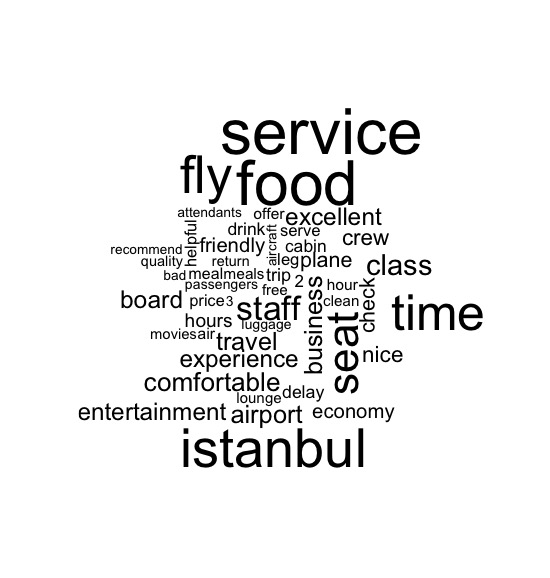 service
fly food
attendants offer excellent
helpful drink aircraft serve
friendly cabin crew
recommend
quality return leg plane class
bad meal meals trip
passengers free 2 hour
board price 3 staff clean check
hours luggage business seat time
movies air travel
experience nice
comfortable
lounge delay
entertainment airport economy
istanbul